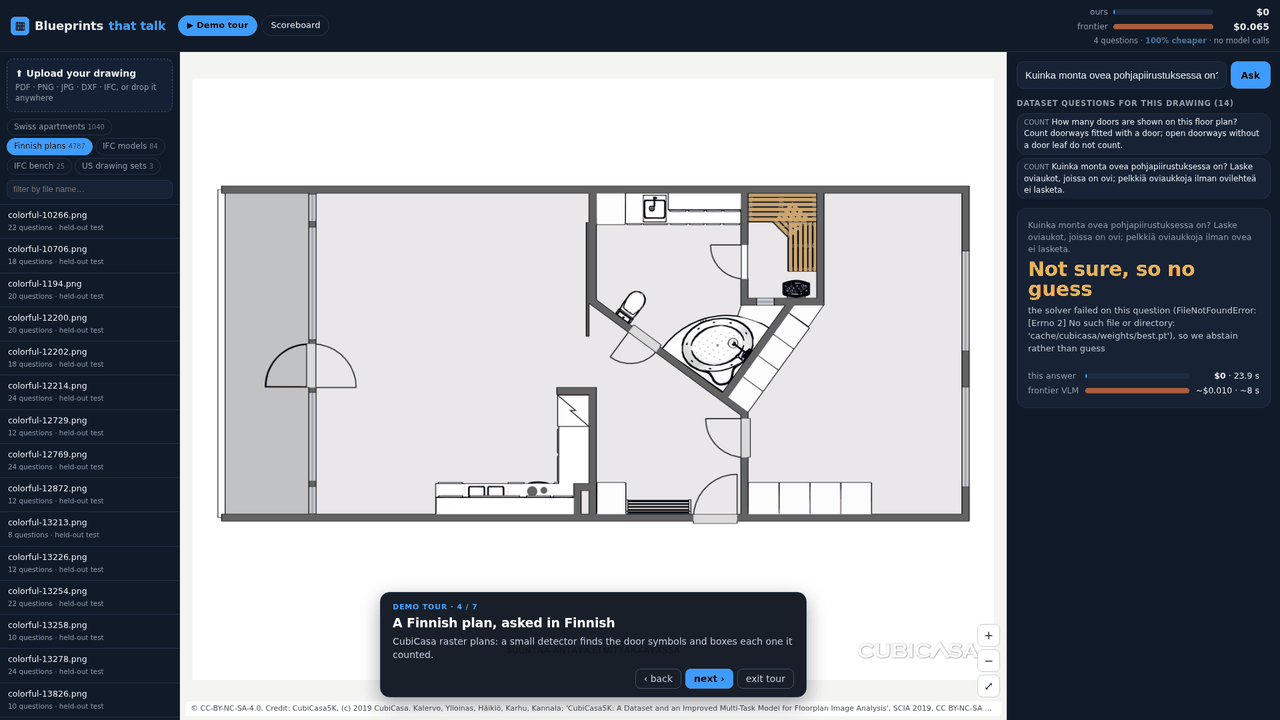 Blueprints that talk
▶ Demo tour
Scoreboard
ours $0
frontier $0.065
4 questions · 100% cheaper · no model calls
⬆ Upload your drawing
PDF · PNG · JPG · DXF · IFC, or drop it
anywhere
Swiss apartments 1040
Finnish plans 4767
IFC models 84
IFC bench 25
US drawing sets 3
filter by file name…
colorful-10266.png
22 questions · held-out test
colorful-10706.png
18 questions · held-out test
colorful-1194.png
20 questions · held-out test
colorful-12200.png
20 questions · held-out test
colorful-12202.png
18 questions · held-out test
colorful-12214.png
24 questions · held-out test
colorful-12729.png
12 questions · held-out test
colorful-12769.png
24 questions · held-out test
colorful-12872.png
12 questions · held-out test
colorful-13213.png
8 questions · held-out test
colorful-13226.png
12 questions · held-out test
colorful-13254.png
22 questions · held-out test
colorful-13258.png
10 questions · held-out test
colorful-13278.png
24 questions · held-out test
colorful-13826.png
10 questions · held-out test
CUBICASA
DEMO TOUR · 4 / 7
A Finnish plan, asked in Finnish
CubiCasa raster plans: a small detector finds the door symbols and boxes each one it
counted.
‹ back
next ›
exit tour
+
−
⤢
© CC-BY-NC-SA-4.0. Credit: CubiCasa5K, (c) 2019 CubiCasa. Kalervo, Ylioinas, Häikiö, Karhu, Kannala: 'CubiCasa5K: A Dataset and an Improved Multi-Task Model for Floorplan Image Analysis', SCIA 2019. CC BY-NC-SA …
Kuinka monta ovea pohjapiirustuksessa on?
Ask
DATASET QUESTIONS FOR THIS DRAWING (14)
COUNT How many doors are shown on this floor plan?
Count doorways fitted with a door; open doorways without
a door leaf do not count.
COUNT Kuinka monta ovea pohjapiirustuksessa on? Laske
oviaukot, joissa on ovi; pelkkiä oviaukkoja ilman ovilehteä
ei lasketa.
Kuinka monta ovea pohjapiirustuksessa on? Laske
oviaukot, joissa on ovi; pelkkiä oviaukkoja ilman ovea
ei lasketa.
Not sure, so no
guess
the solver failed on this question (FileNotFoundError:
[Errno 2] No such file or directory:
'cache/cubicasa/weights/best.pt'), so we abstain
rather than guess
this answer $0 · 23.9 s
frontier VLM ~$0.010 · ~8 s